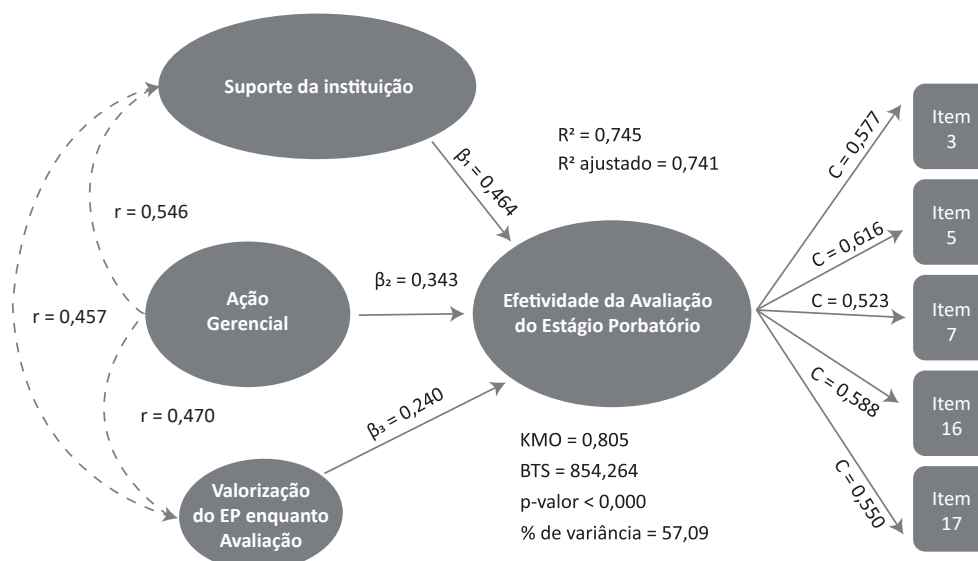 Suporte da instituição
R² = 0,745
R² ajustado = 0,741
β₁ = 0,464
r = 0,546
r = 0,457
Ação
Gerencial
β₂ = 0,343
Efetividade da Avaliação
do Estágio Porbatório
r = 0,470
β₃ = 0,240
Valorização
do EP enquanto
Avaliação
KMO = 0,805
BTS = 854,264
p-valor < 0,000
% de variância = 57,09
C = 0,577
C = 0,616
C = 0,523
C = 0,588
C = 0,550
Item
3
Item
5
Item
7
Item
16
Item
17